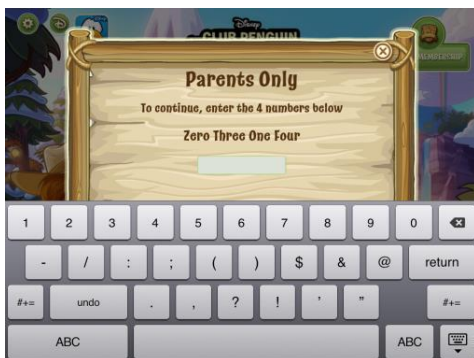 Disney
CLUB PENGUIN
MEMBERSHIP
Parents Only
To continue, enter the 4 numbers below
Zero Three One Four
1 2 3 4 5 6 7 8 9 0
- / : ; ( ) $ & @ return
#+= undo . , ? ! ' " #+=
ABC ABC